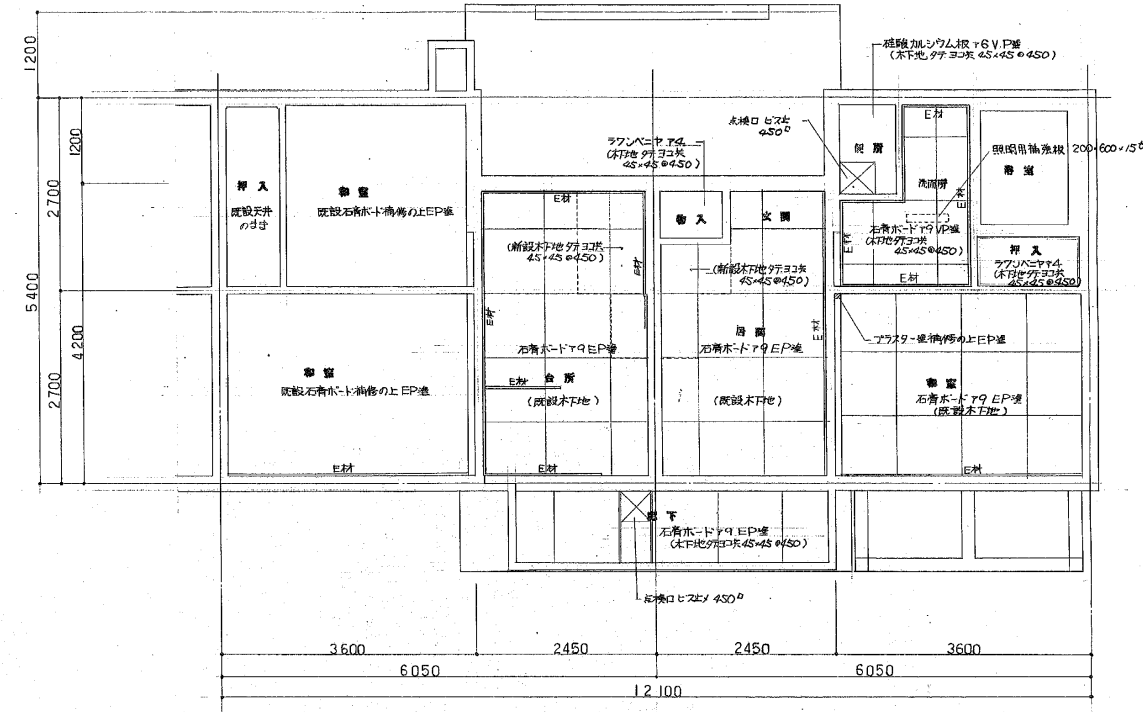 1200
硅酸カルシウム板ア6 V.P塗
(木下地タテヨコ共 45×45@450)
点検口 ビス止
450□
ラワンベニヤア4
(木下地タテヨコ共
45×45@450)
便所
E材
照明用補強板 200×600×15t
浴室
洗面所
1200
2700
押入
既設天井
のまま
和室
既設石膏ボード補修の上EP塗
E材
物入
玄関
E材
石膏ボードア9 VP塗
(木下地タテヨコ共
45×45@450)
E材
E材
押入
ラワンベニヤア4
(木下地タテヨコ共
45×45@450)
(新設木下地タテヨコ共
45×45@450)
E材
(新設木下地タテヨコ共
45×45@450)
5400
4200
2700
E材
居間
E材
プラスター塗補修の上EP塗
石膏ボードア9 EP塗
石膏ボードア9 EP塗
和室
既設石膏ボード補修の上EP塗
E材
台所
(既設木下地)
(既設木下地)
和室
石膏ボードア9 EP塗
(既設木下地)
E材
E材
E材
廊下
石膏ボードア9 EP塗
(木下地タテヨコ共45×45@450)
点検口ビス止メ 450□
3600
2450
2450
3600
6050
6050
12100